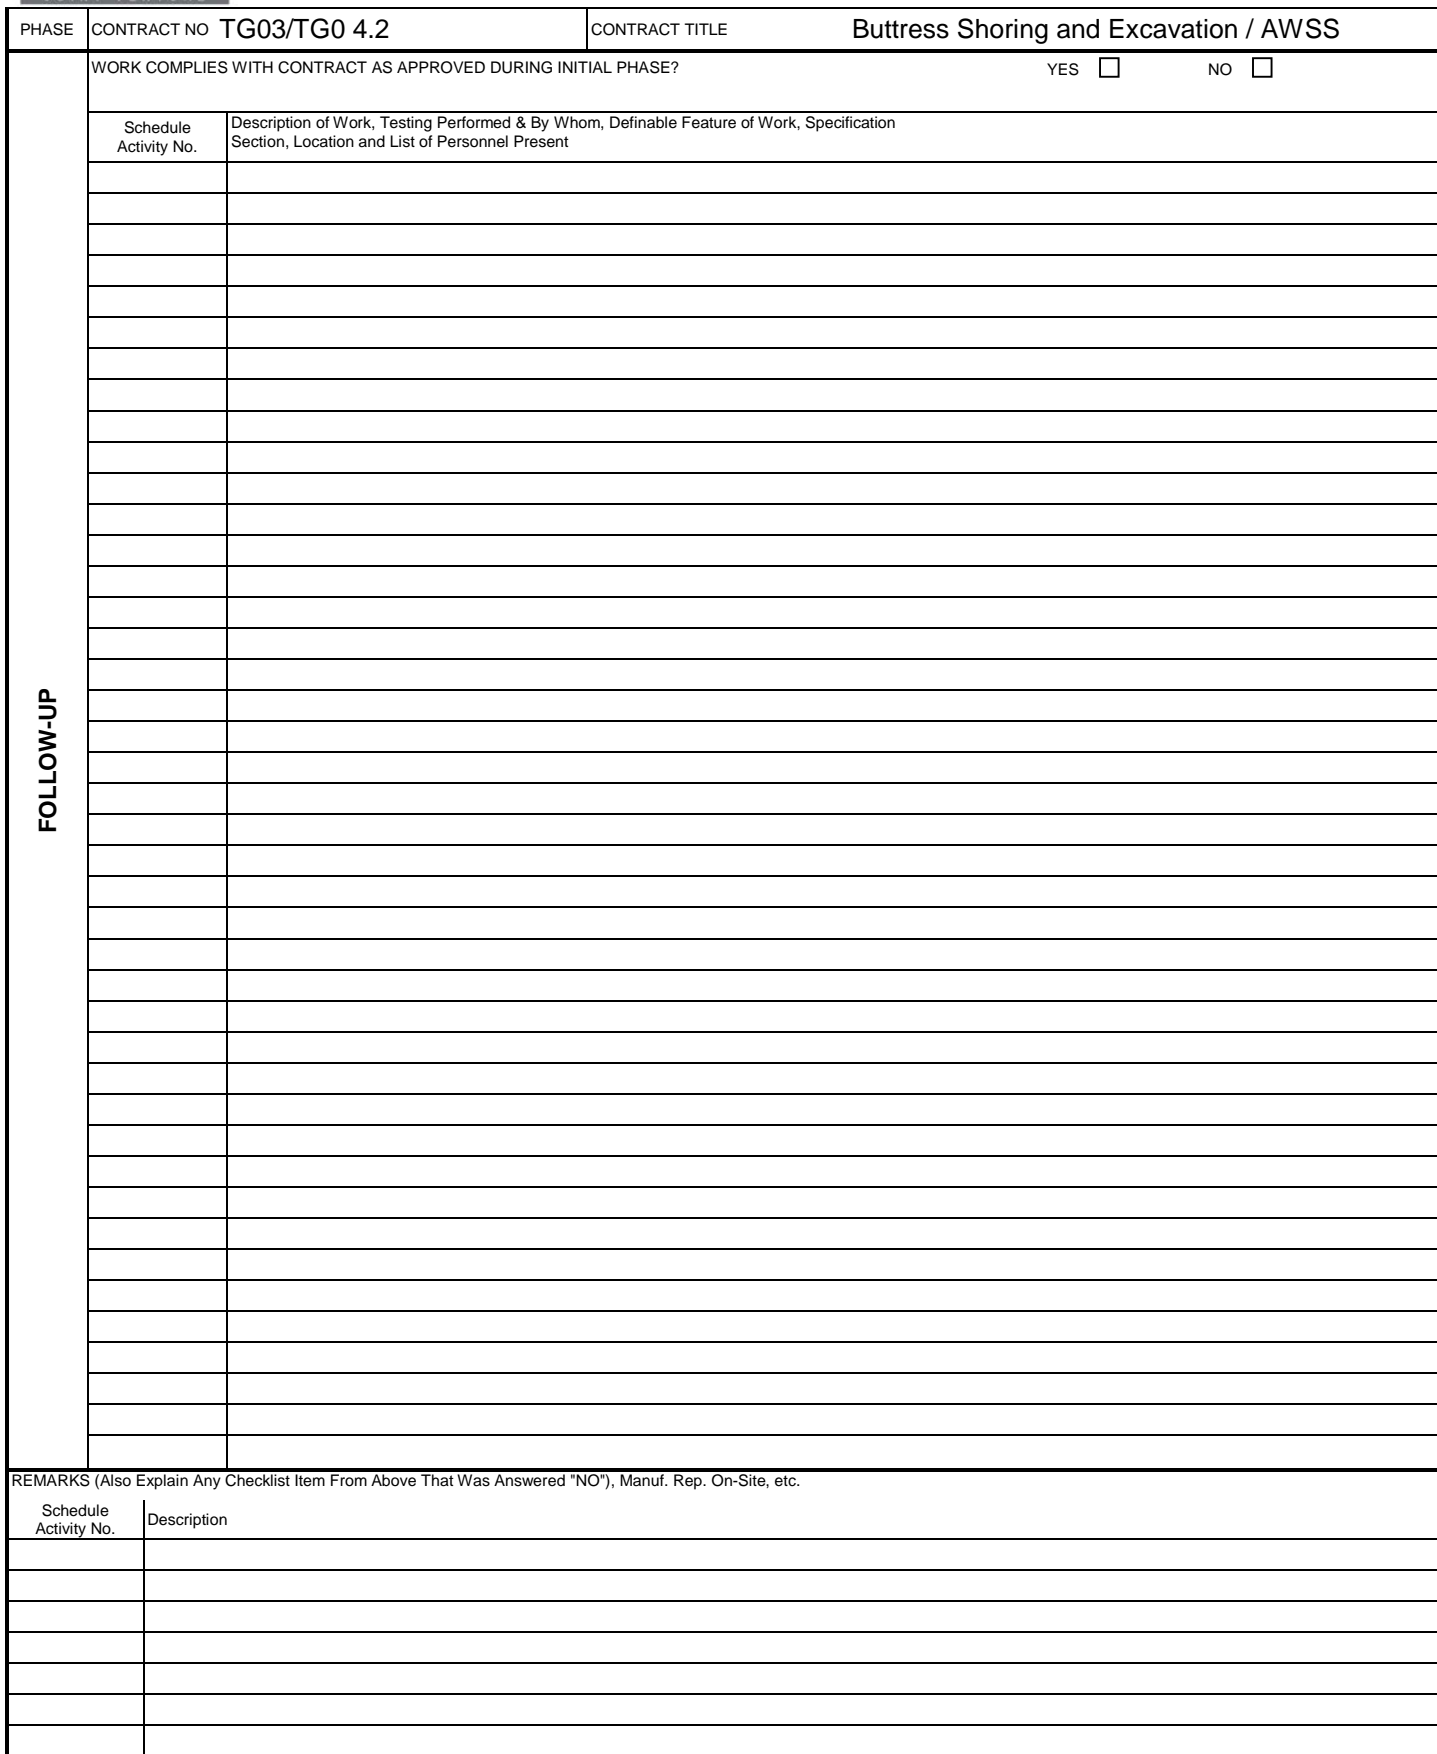 PHASE CONTRACT NO TG03/TG0 4.2 CONTRACT TITLE Buttress Shoring and Excavation / AWSS
WORK COMPLIES WITH CONTRACT AS APPROVED DURING INITIAL PHASE? YES NO
Schedule
Activity No.
Description of Work, Testing Performed & By Whom, Definable Feature of Work, Specification
Section, Location and List of Personnel Present
FOLLOW-UP
REMARKS (Also Explain Any Checklist Item From Above That Was Answered "NO"), Manuf. Rep. On-Site, etc.
Schedule
Activity No.
Description